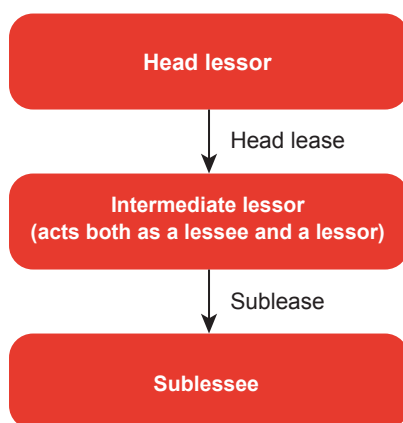 Head lessor
Head lease
Intermediate lessor
(acts both as a lessee and a lessor)
Sublease
Sublessee